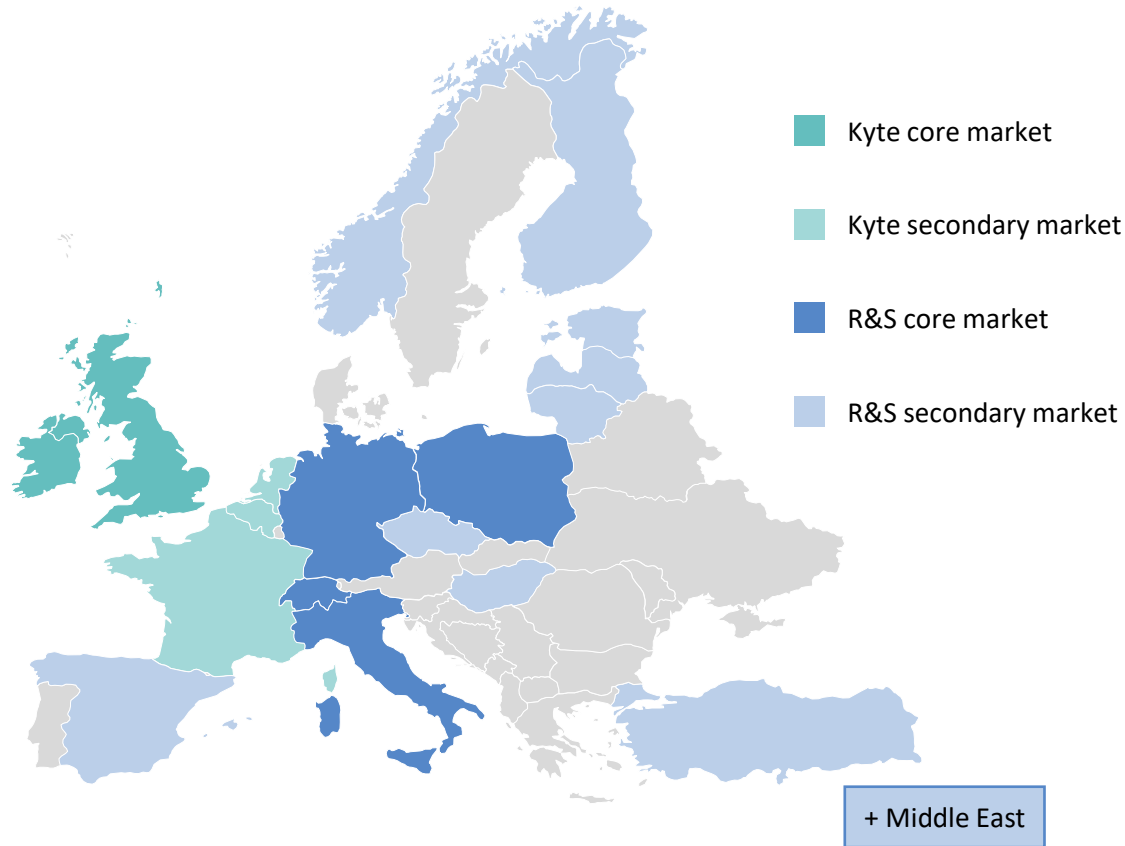 Kyte core market
Kyte secondary market
R&S core market
R&S secondary market
+ Middle East